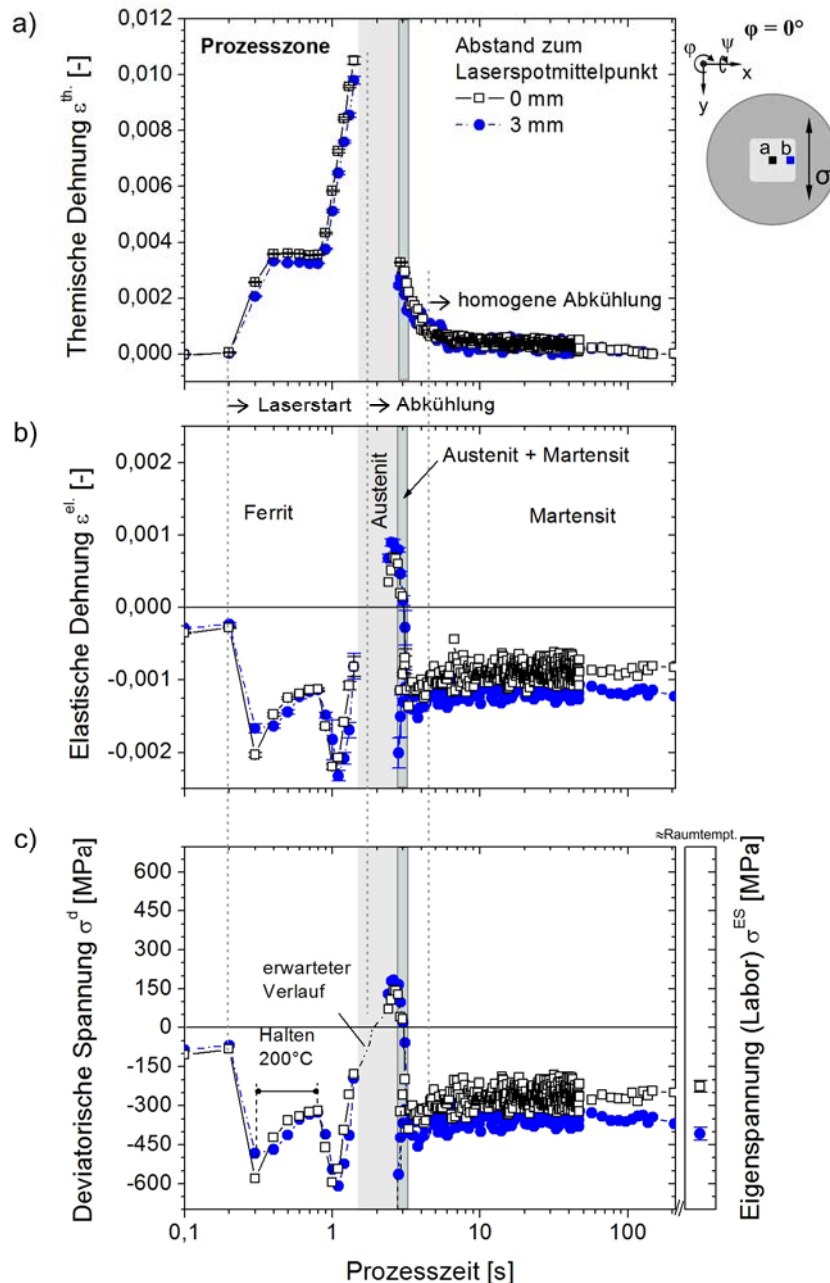 a)
0,012
0,010
0,008
0,006
0,004
0,002
0,000
Themische Dehnung ε^th. [-]
Prozesszone
Abstand zum
Laserspotmittelpunkt
0 mm
3 mm
homogene Abkühlung
φ = 0°
φ
ψ
x
y
a
b
σ
Laserstart
Abkühlung
b)
0,002
0,001
0,000
-0,001
-0,002
Elastische Dehnung ε^el. [-]
Ferrit
Austenit
Austenit + Martensit
Martensit
c)
600
450
300
150
0
-150
-300
-450
-600
Deviatorische Spannung σ^d [MPa]
erwarteter
Verlauf
Halten
200°C
≈Raumtempt.
Eigenspannung (Labor) σ^ES [MPa]
0,1
1
10
100
Prozesszeit [s]